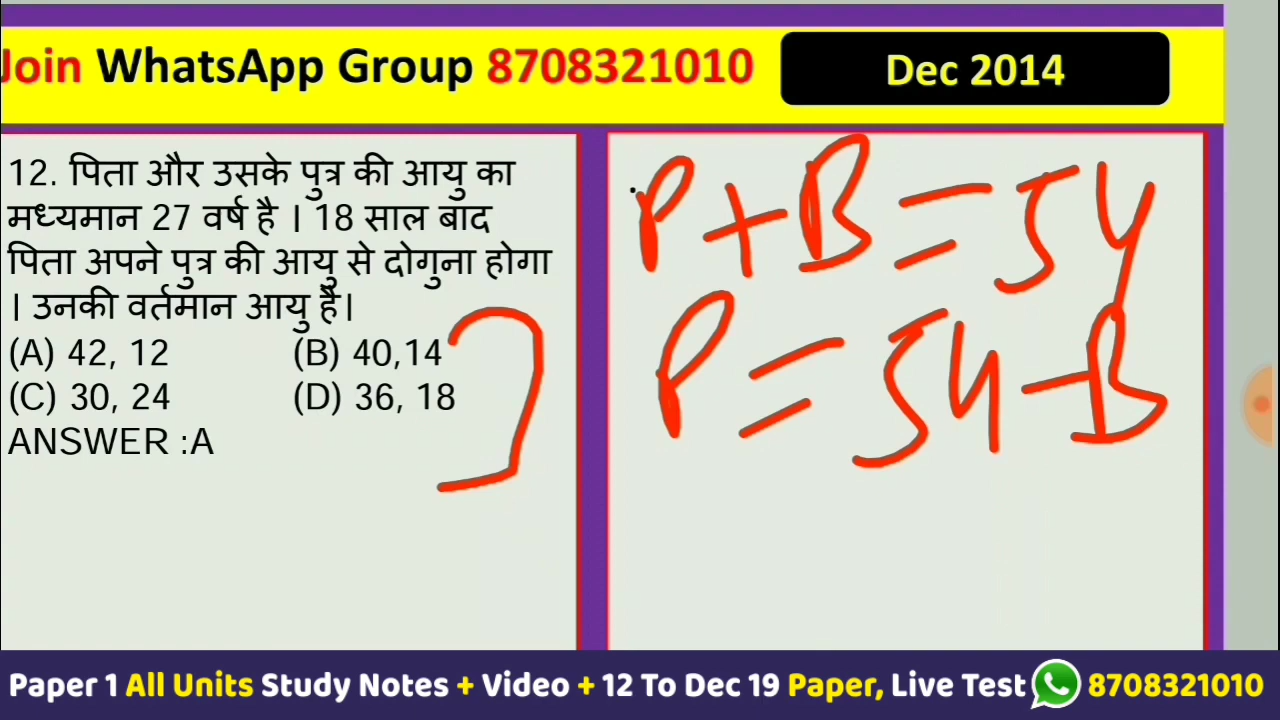 Join WhatsApp Group 8708321010
Dec 2014
12. पिता और उसके पुत्र की आयु का
मध्यमान 27 वर्ष है । 18 साल बाद
पिता अपने पुत्र की आयु से दोगुना होगा
। उनकी वर्तमान आयु है।
(A) 42, 12 (B) 40,14
(C) 30, 24 (D) 36, 18
ANSWER :A
P+B=54
P=54-B
Paper 1 All Units Study Notes + Video + 12 To Dec 19 Paper, Live Test 8708321010